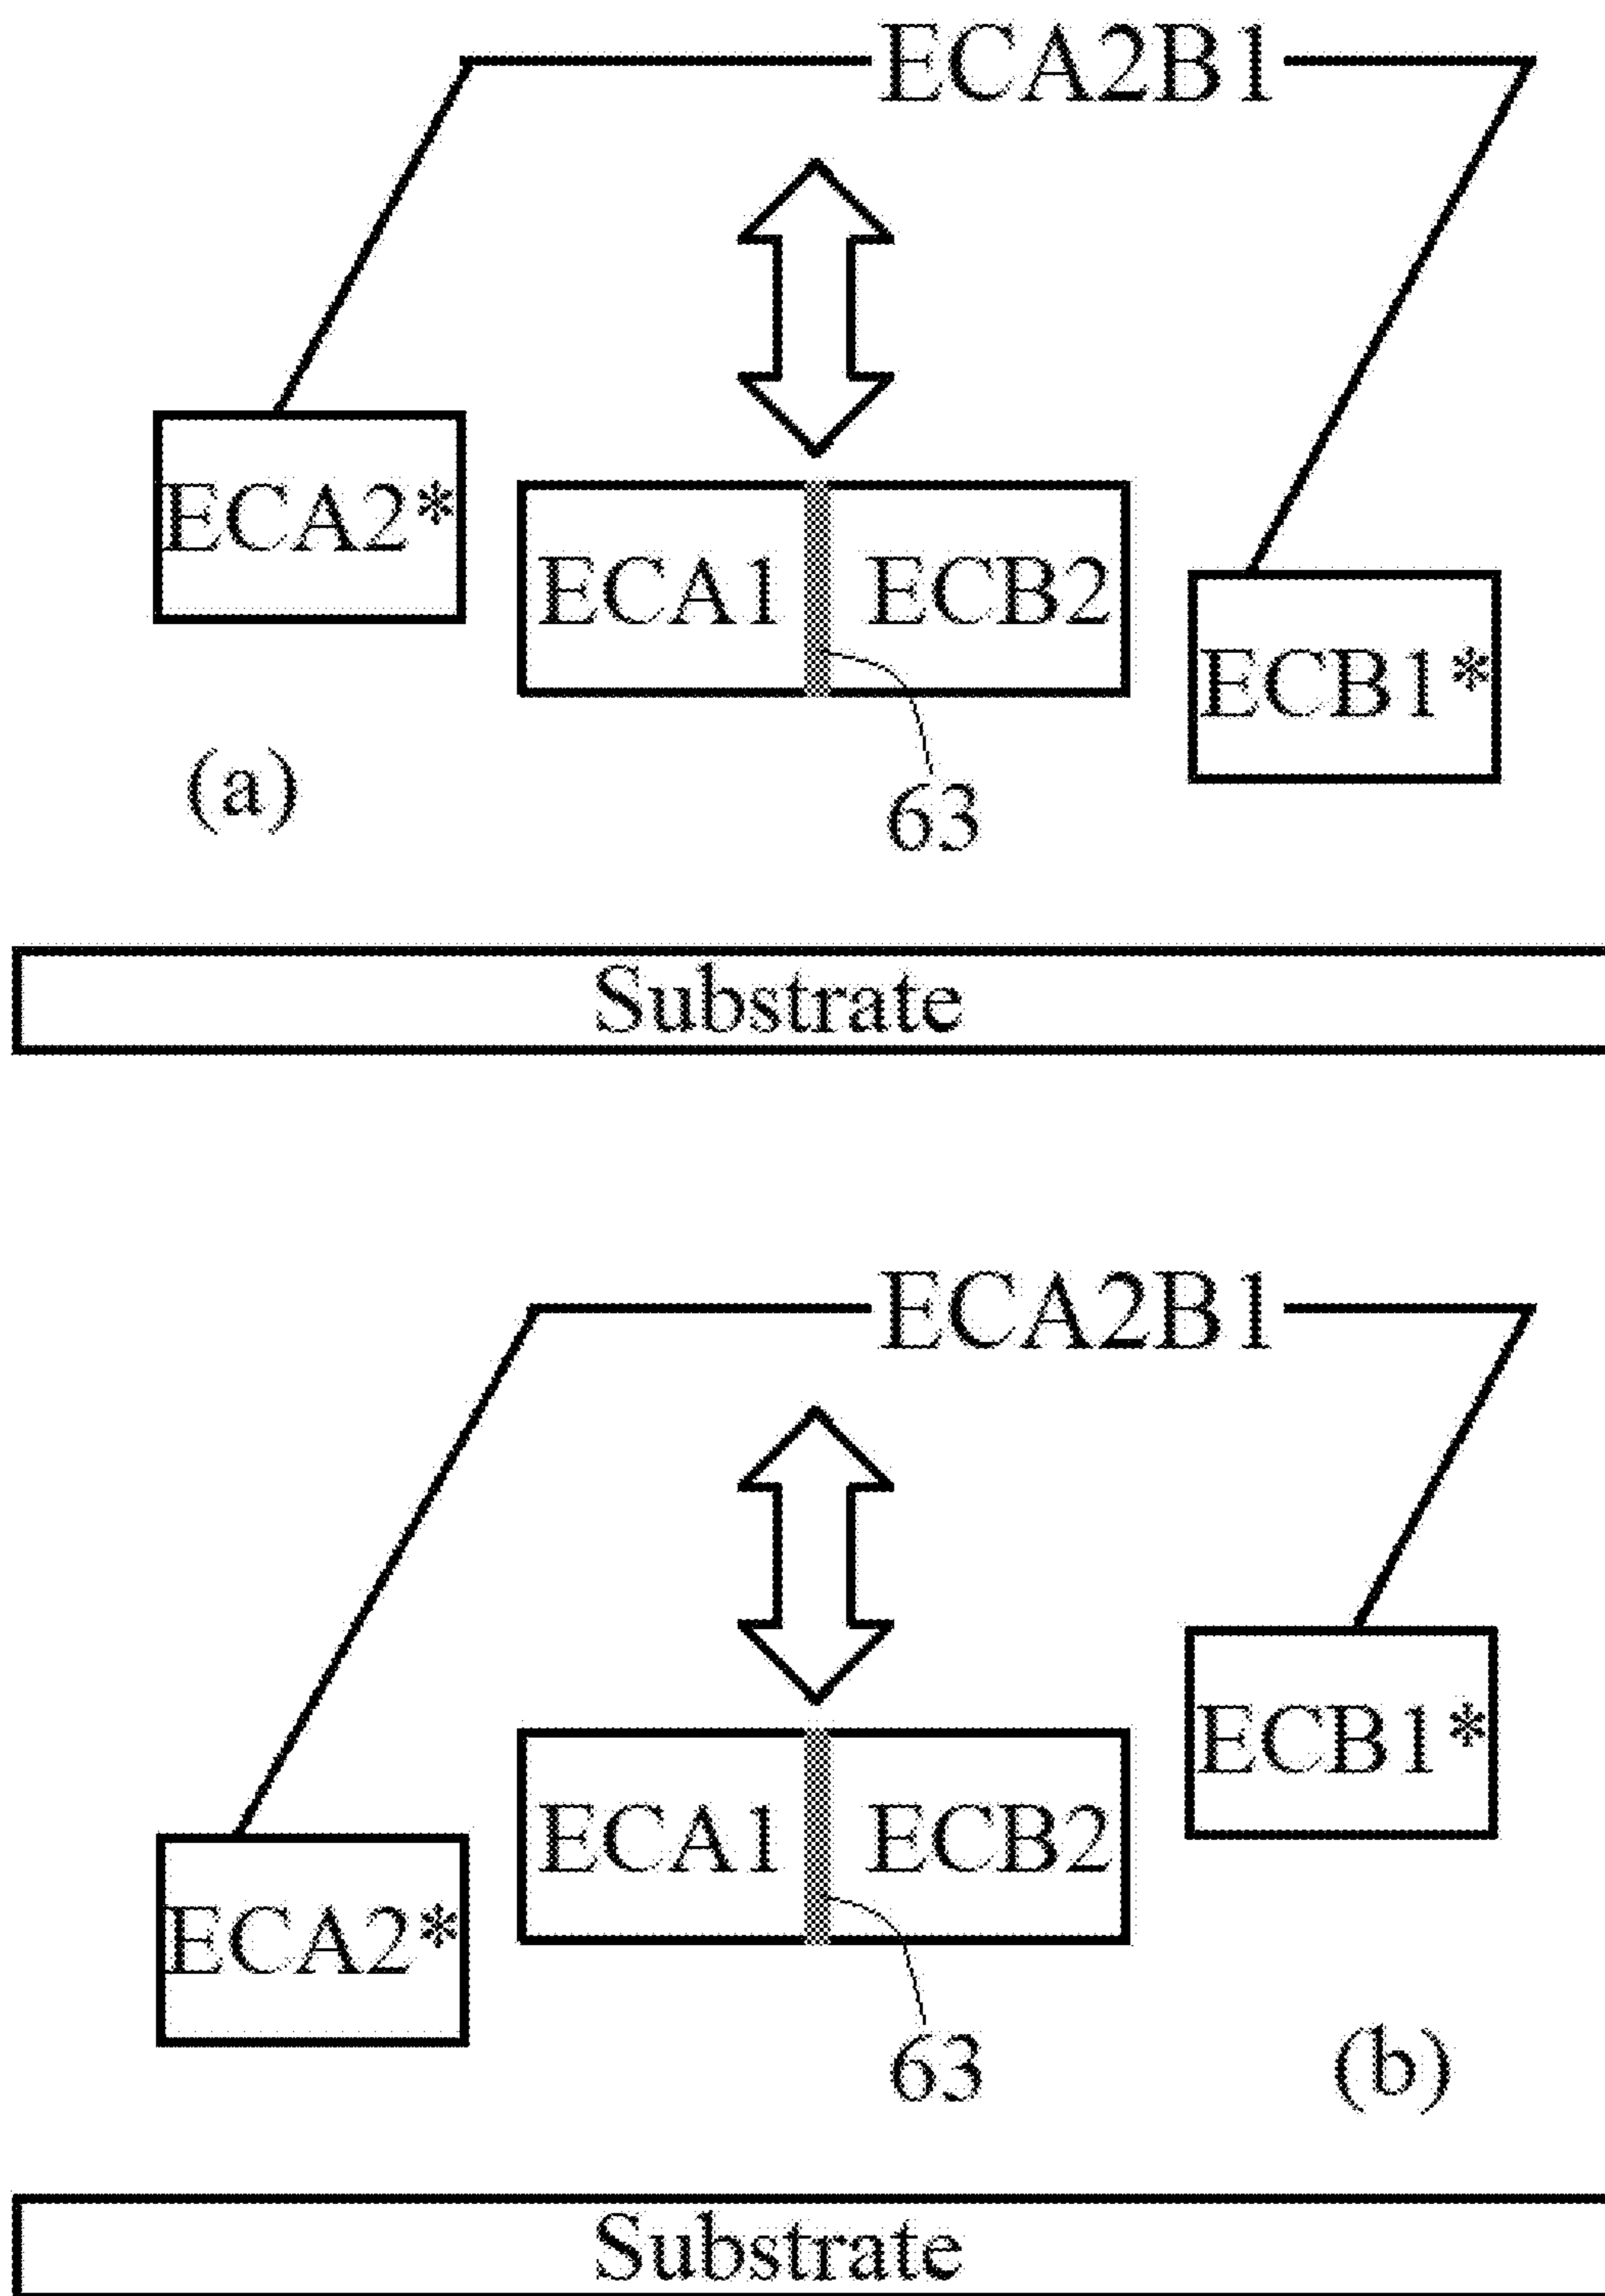 ECA2B1
ECA2*
ECA1 ECB2
ECB1*
(a)
63
Substrate
ECA2B1
ECB1*
ECA1 ECB2
ECA2*
63
(b)
Substrate